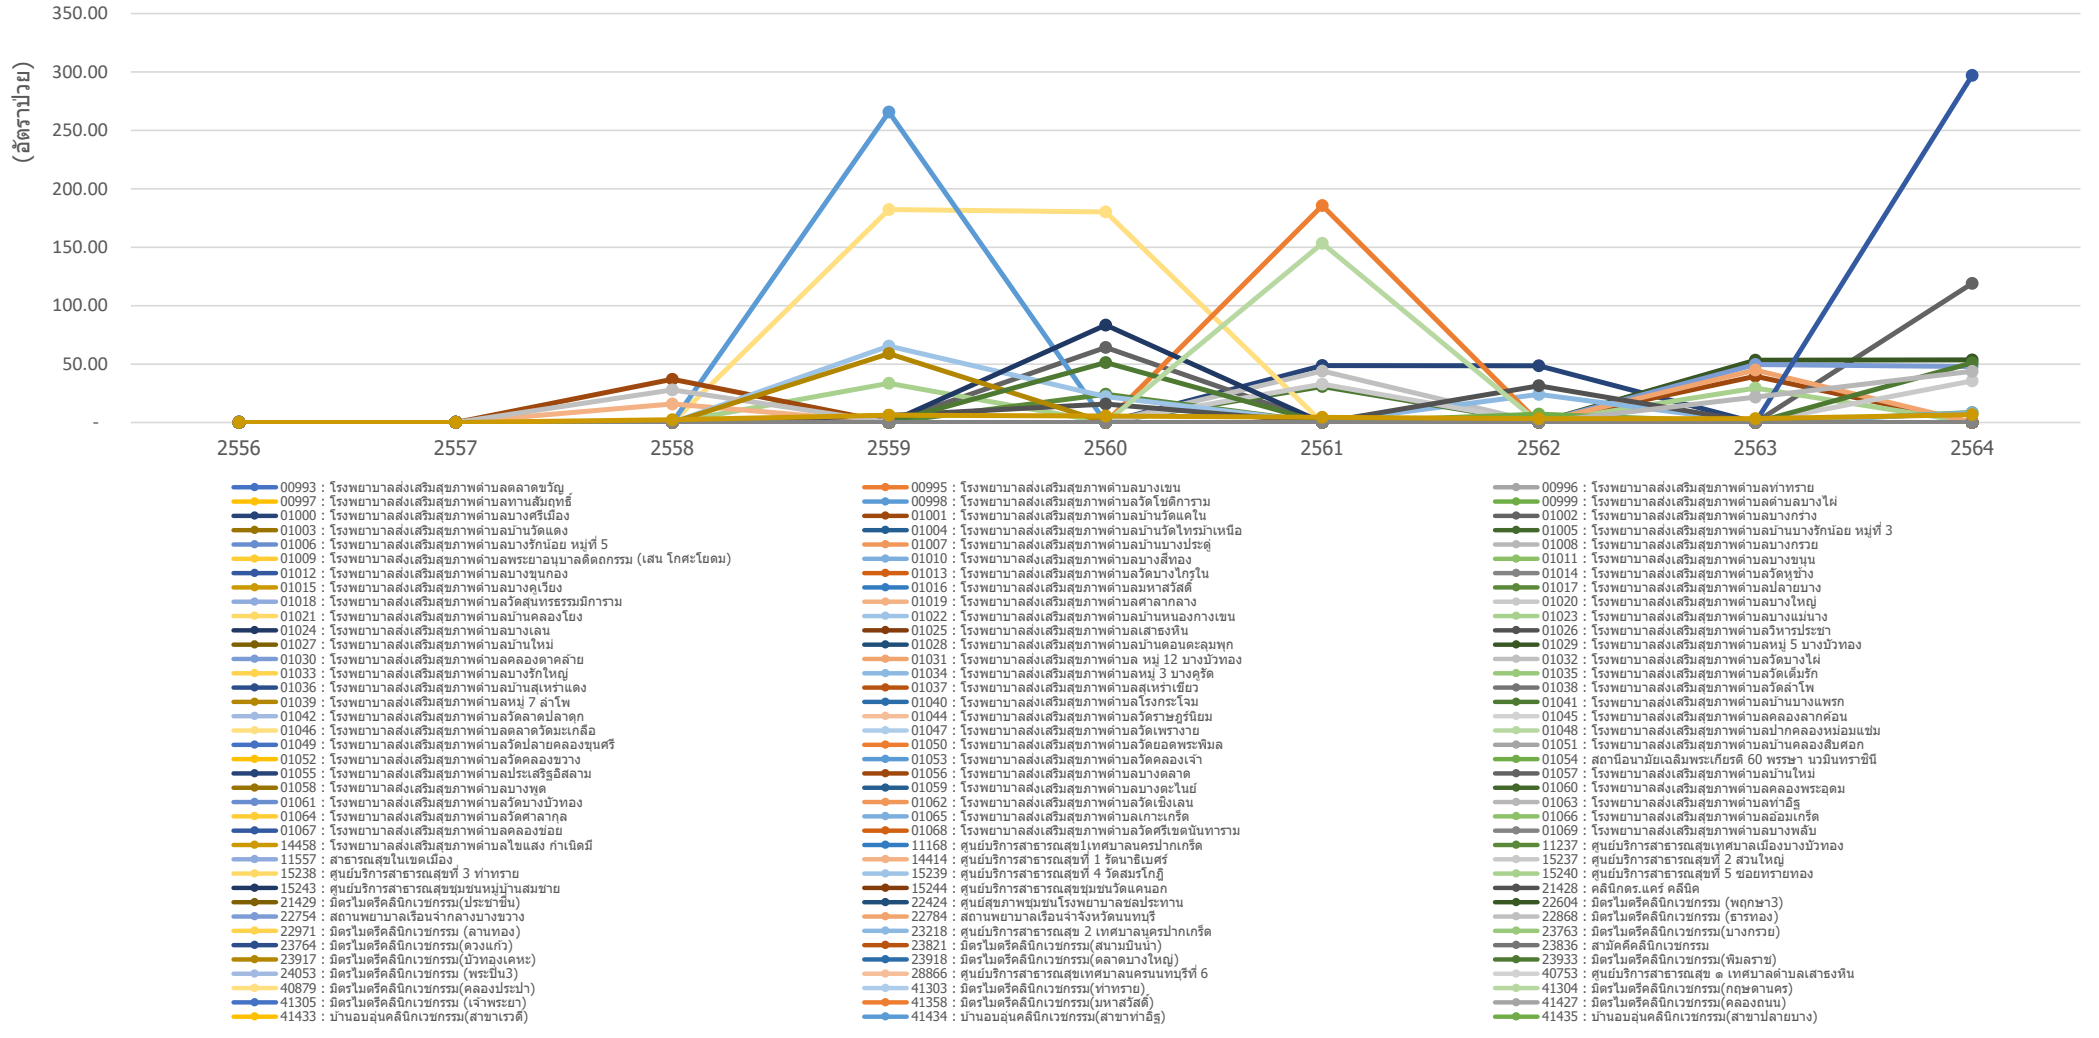 350.00
300.00
250.00
200.00
150.00
100.00
50.00
-
(อัตราป่วย)
2556 2557 2558 2559 2560 2561 2562 2563 2564
00993 : โรงพยาบาลส่งเสริมสุขภาพตำบลตลาดขวัญ 00995 : โรงพยาบาลส่งเสริมสุขภาพตำบลบางเขน 00996 : โรงพยาบาลส่งเสริมสุขภาพตำบลท่าทราย
00997 : โรงพยาบาลส่งเสริมสุขภาพตำบลทานสัมฤทธิ์ 00998 : โรงพยาบาลส่งเสริมสุขภาพตำบลวัดโชติการาม 00999 : โรงพยาบาลส่งเสริมสุขภาพตำบลตำบลบางไผ่
01000 : โรงพยาบาลส่งเสริมสุขภาพตำบลบางศรีเมือง 01001 : โรงพยาบาลส่งเสริมสุขภาพตำบลบ้านวัดแคใน 01002 : โรงพยาบาลส่งเสริมสุขภาพตำบลบางกร่าง
01003 : โรงพยาบาลส่งเสริมสุขภาพตำบลบ้านวัดแดง 01004 : โรงพยาบาลส่งเสริมสุขภาพตำบลบ้านวัดไทรม้าเหนือ 01005 : โรงพยาบาลส่งเสริมสุขภาพตำบลบ้านบางรักน้อย หมู่ที่ 3
01006 : โรงพยาบาลส่งเสริมสุขภาพตำบลบางรักน้อย หมู่ที่ 5 01007 : โรงพยาบาลส่งเสริมสุขภาพตำบลบ้านบางประดู่ 01008 : โรงพยาบาลส่งเสริมสุขภาพตำบลบางกรวย
01009 : โรงพยาบาลส่งเสริมสุขภาพตำบลพระยาอนุบาลดิตถกรรม (เสน โกศะโยดม) 01010 : โรงพยาบาลส่งเสริมสุขภาพตำบลบางสีทอง 01011 : โรงพยาบาลส่งเสริมสุขภาพตำบลบางขนุน
01012 : โรงพยาบาลส่งเสริมสุขภาพตำบลบางขุนกอง 01013 : โรงพยาบาลส่งเสริมสุขภาพตำบลวัดบางไกรใน 01014 : โรงพยาบาลส่งเสริมสุขภาพตำบลวัดหูช้าง
01015 : โรงพยาบาลส่งเสริมสุขภาพตำบลบางคูเวียง 01016 : โรงพยาบาลส่งเสริมสุขภาพตำบลมหาสวัสดิ์ 01017 : โรงพยาบาลส่งเสริมสุขภาพตำบลปลายบาง
01018 : โรงพยาบาลส่งเสริมสุขภาพตำบลวัดสุนทรธรรมมิการาม 01019 : โรงพยาบาลส่งเสริมสุขภาพตำบลศาลากลาง 01020 : โรงพยาบาลส่งเสริมสุขภาพตำบลบางใหญ่
01021 : โรงพยาบาลส่งเสริมสุขภาพตำบลบ้านคลองโยง 01022 : โรงพยาบาลส่งเสริมสุขภาพตำบลบ้านหนองกางเขน 01023 : โรงพยาบาลส่งเสริมสุขภาพตำบลบางแม่นาง
01024 : โรงพยาบาลส่งเสริมสุขภาพตำบลบางเลน 01025 : โรงพยาบาลส่งเสริมสุขภาพตำบลเสาธงหิน 01026 : โรงพยาบาลส่งเสริมสุขภาพตำบลวิหารประชา
01027 : โรงพยาบาลส่งเสริมสุขภาพตำบลบ้านใหม่ 01028 : โรงพยาบาลส่งเสริมสุขภาพตำบลบ้านดอนตะลุมพุก 01029 : โรงพยาบาลส่งเสริมสุขภาพตำบลหมู่ 5 บางบัวทอง
01030 : โรงพยาบาลส่งเสริมสุขภาพตำบลคลองตาคล้าย 01031 : โรงพยาบาลส่งเสริมสุขภาพตำบล หมู่ 12 บางบัวทอง 01032 : โรงพยาบาลส่งเสริมสุขภาพตำบลวัดบางไผ่
01033 : โรงพยาบาลส่งเสริมสุขภาพตำบลบางรักใหญ่ 01034 : โรงพยาบาลส่งเสริมสุขภาพตำบลหมู่ 3 บางคูรัด 01035 : โรงพยาบาลส่งเสริมสุขภาพตำบลวัดเต็มรัก
01036 : โรงพยาบาลส่งเสริมสุขภาพตำบลบ้านสุเหร่าแดง 01037 : โรงพยาบาลส่งเสริมสุขภาพตำบลสุเหร่าเขียว 01038 : โรงพยาบาลส่งเสริมสุขภาพตำบลวัดลำโพ
01039 : โรงพยาบาลส่งเสริมสุขภาพตำบลหมู่ 7 ลำโพ 01040 : โรงพยาบาลส่งเสริมสุขภาพตำบลโรงกระโจม 01041 : โรงพยาบาลส่งเสริมสุขภาพตำบลบ้านบางแพรก
01042 : โรงพยาบาลส่งเสริมสุขภาพตำบลวัดลาดปลาดุก 01044 : โรงพยาบาลส่งเสริมสุขภาพตำบลวัดราษฎร์นิยม 01045 : โรงพยาบาลส่งเสริมสุขภาพตำบลคลองลากค้อน
01046 : โรงพยาบาลส่งเสริมสุขภาพตำบลตลาดวัดมะเกลือ 01047 : โรงพยาบาลส่งเสริมสุขภาพตำบลวัดเพรางาย 01048 : โรงพยาบาลส่งเสริมสุขภาพตำบลปากคลองหม่อมแช่ม
01049 : โรงพยาบาลส่งเสริมสุขภาพตำบลวัดปลายคลองขุนศรี 01050 : โรงพยาบาลส่งเสริมสุขภาพตำบลวัดยอดพระพิมล 01051 : โรงพยาบาลส่งเสริมสุขภาพตำบลบ้านคลองสิบศอก
01052 : โรงพยาบาลส่งเสริมสุขภาพตำบลวัดคลองขวาง 01053 : โรงพยาบาลส่งเสริมสุขภาพตำบลวัดคลองเจ้า 01054 : สถานีอนามัยเฉลิมพระเกียรติ 60 พรรษา นวมินทราชินี
01055 : โรงพยาบาลส่งเสริมสุขภาพตำบลประเสริฐอิสลาม 01056 : โรงพยาบาลส่งเสริมสุขภาพตำบลบางตลาด 01057 : โรงพยาบาลส่งเสริมสุขภาพตำบลบ้านใหม่
01058 : โรงพยาบาลส่งเสริมสุขภาพตำบลบางพูด 01059 : โรงพยาบาลส่งเสริมสุขภาพตำบลบางตะไนย์ 01060 : โรงพยาบาลส่งเสริมสุขภาพตำบลคลองพระอุดม
01061 : โรงพยาบาลส่งเสริมสุขภาพตำบลวัดบางบัวทอง 01062 : โรงพยาบาลส่งเสริมสุขภาพตำบลวัดเชิงเลน 01063 : โรงพยาบาลส่งเสริมสุขภาพตำบลท่าอิฐ
01064 : โรงพยาบาลส่งเสริมสุขภาพตำบลวัดศาลากุล 01065 : โรงพยาบาลส่งเสริมสุขภาพตำบลเกาะเกร็ด 01066 : โรงพยาบาลส่งเสริมสุขภาพตำบลอ้อมเกร็ด
01067 : โรงพยาบาลส่งเสริมสุขภาพตำบลคลองข่อย 01068 : โรงพยาบาลส่งเสริมสุขภาพตำบลวัดศรีเขตนันทาราม 01069 : โรงพยาบาลส่งเสริมสุขภาพตำบลบางพลับ
14458 : โรงพยาบาลส่งเสริมสุขภาพตำบลไขแสง กำเนิดมี 11168 : ศูนย์บริการสาธารณสุข1เทศบาลนครปากเกร็ด 11237 : ศูนย์บริการสาธารณสุขเทศบาลเมืองบางบัวทอง
11557 : สาธารณสุขในเขตเมือง 14414 : ศูนย์บริการสาธารณสุขที่ 1 รัตนาธิเบศร์ 15237 : ศูนย์บริการสาธารณสุขที่ 2 สวนใหญ่
15238 : ศูนย์บริการสาธารณสุขที่ 3 ท่าทราย 15239 : ศูนย์บริการสาธารณสุขที่ 4 วัดสมรโกฎิ 15240 : ศูนย์บริการสาธารณสุขที่ 5 ซอยทรายทอง
15243 : ศูนย์บริการสาธารณสุขชุมชนหมู่บ้านสมชาย 15244 : ศูนย์บริการสาธารณสุขชุมชนวัดแคนอก 21428 : คลินิกดร.แคร์ คลีนิค
21429 : มิตรไมตรีคลินิกเวชกรรม(ประชาชื่น) 22424 : ศูนย์สุขภาพชุมชนโรงพยาบาลชลประทาน 22604 : มิตรไมตรีคลินิกเวชกรรม (พฤกษา3)
22754 : สถานพยาบาลเรือนจำกลางบางขวาง 22784 : สถานพยาบาลเรือนจำจังหวัดนนทบุรี 22868 : มิตรไมตรีคลินิกเวชกรรม (ธารทอง)
22971 : มิตรไมตรีคลินิกเวชกรรม (ลานทอง) 23218 : ศูนย์บริการสาธารณสุข 2 เทศบาลนครปากเกร็ด 23763 : มิตรไมตรีคลินิกเวชกรรม(บางกรวย)
23764 : มิตรไมตรีคลินิกเวชกรรม(ดวงแก้ว) 23821 : มิตรไมตรีคลินิกเวชกรรม(สนามบินน้ำ) 23836 : สามัคคีคลินิกเวชกรรม
23917 : มิตรไมตรีคลินิกเวชกรรม(บัวทองเคหะ) 23918 : มิตรไมตรีคลินิกเวชกรรม(ตลาดบางใหญ่) 23933 : มิตรไมตรีคลินิกเวชกรรม(พิมลราช)
24053 : มิตรไมตรีคลินิกเวชกรรม (พระปิ่น3) 28866 : ศูนย์บริการสาธารณสุขเทศบาลนครนนทบุรีที่ 6 40753 : ศูนย์บริการสาธารณสุข ๑ เทศบาลตำบลเสาธงหิน
40879 : มิตรไมตรีคลินิกเวชกรรม(คลองประปา) 41303 : มิตรไมตรีคลินิกเวชกรรม(ท่าทราย) 41304 : มิตรไมตรีคลินิกเวชกรรม(กฤษดานคร)
41305 : มิตรไมตรีคลินิกเวชกรรม (เจ้าพระยา) 41358 : มิตรไมตรีคลินิกเวชกรรม(มหาสวัสดิ์) 41427 : มิตรไมตรีคลินิกเวชกรรม(คลองถนน)
41433 : บ้านอบอุ่นคลินิกเวชกรรม(สาขาเรวดี) 41434 : บ้านอบอุ่นคลินิกเวชกรรม(สาขาท่าอิฐ) 41435 : บ้านอบอุ่นคลินิกเวชกรรม(สาขาปลายบาง)